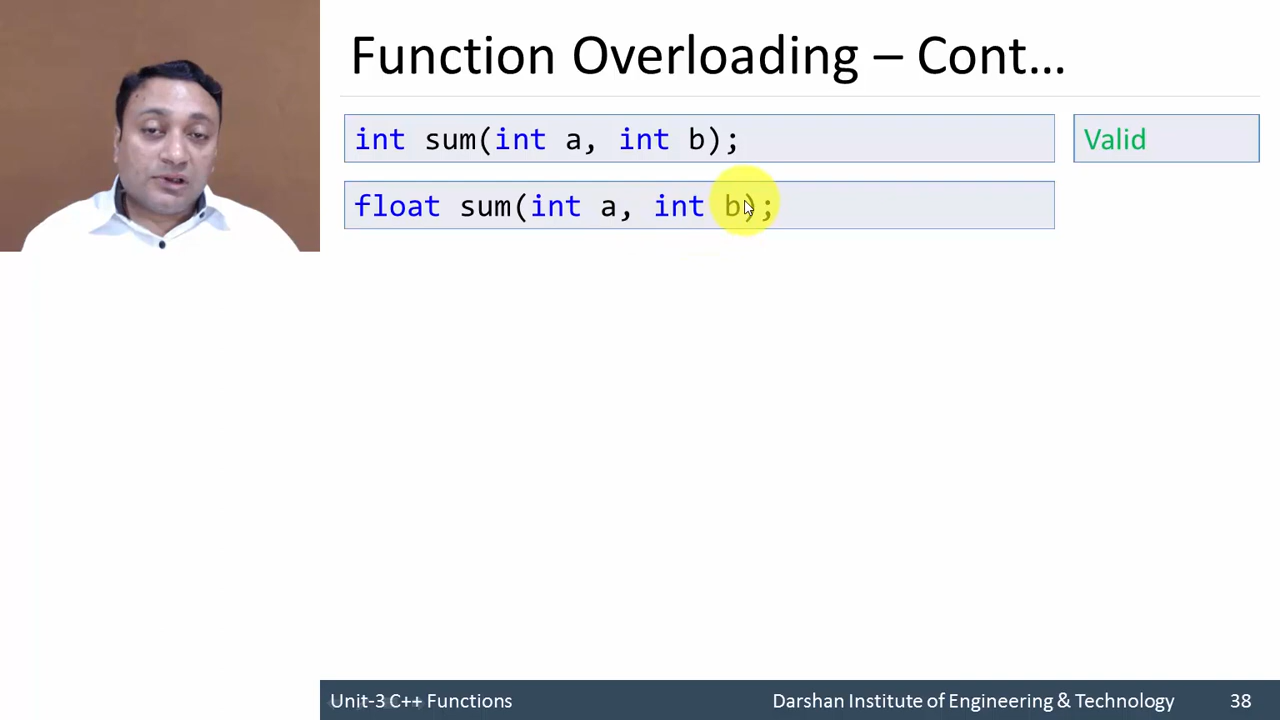 Function Overloading – Cont…
int sum(int a, int b);
Valid
float sum(int a, int b);
Unit-3 C++ Functions
Darshan Institute of Engineering & Technology
38